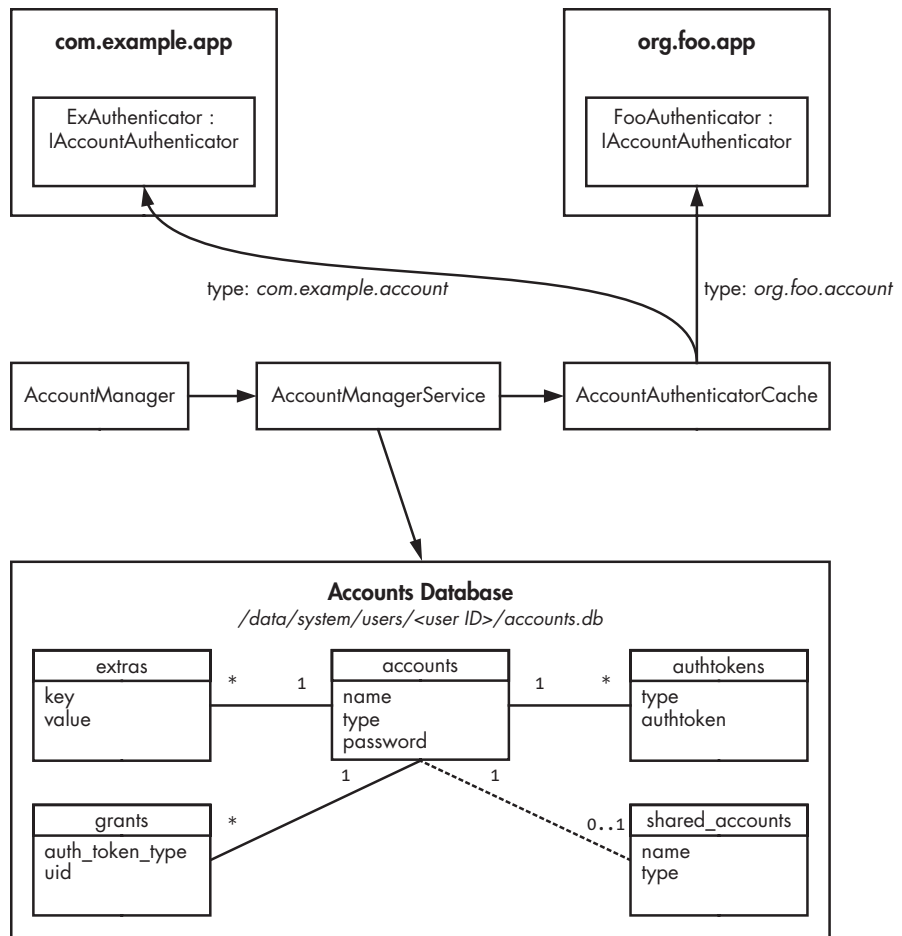 com.example.app
ExAuthenticator :
IAccountAuthenticator
org.foo.app
FooAuthenticator :
IAccountAuthenticator
type: com.example.account
type: org.foo.account
AccountManager
AccountManagerService
AccountAuthenticatorCache
Accounts Database
/data/system/users/<user ID>/accounts.db
extras
key
value
* 1
accounts
name
type
password
1 *
authtokens
type
authtoken
1
*
grants
auth_token_type
uid
1
0..1
shared_accounts
name
type